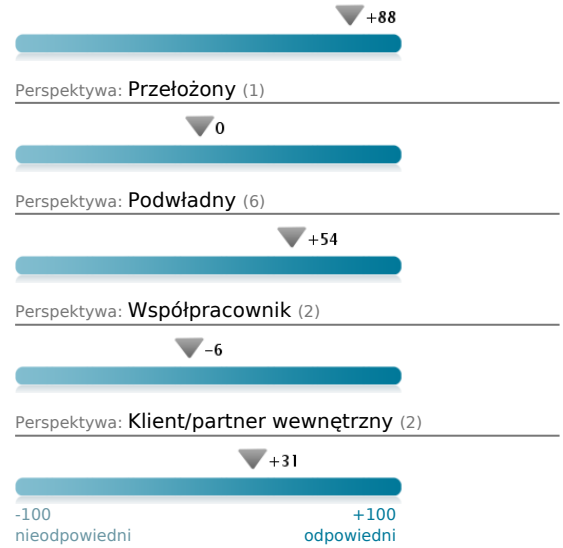 +88
Perspektywa: Przełożony (1)
0
Perspektywa: Podwładny (6)
+54
Perspektywa: Współpracownik (2)
–6
Perspektywa: Klient/partner wewnętrzny (2)
+31
-100 +100
nieodpowiedni odpowiedni